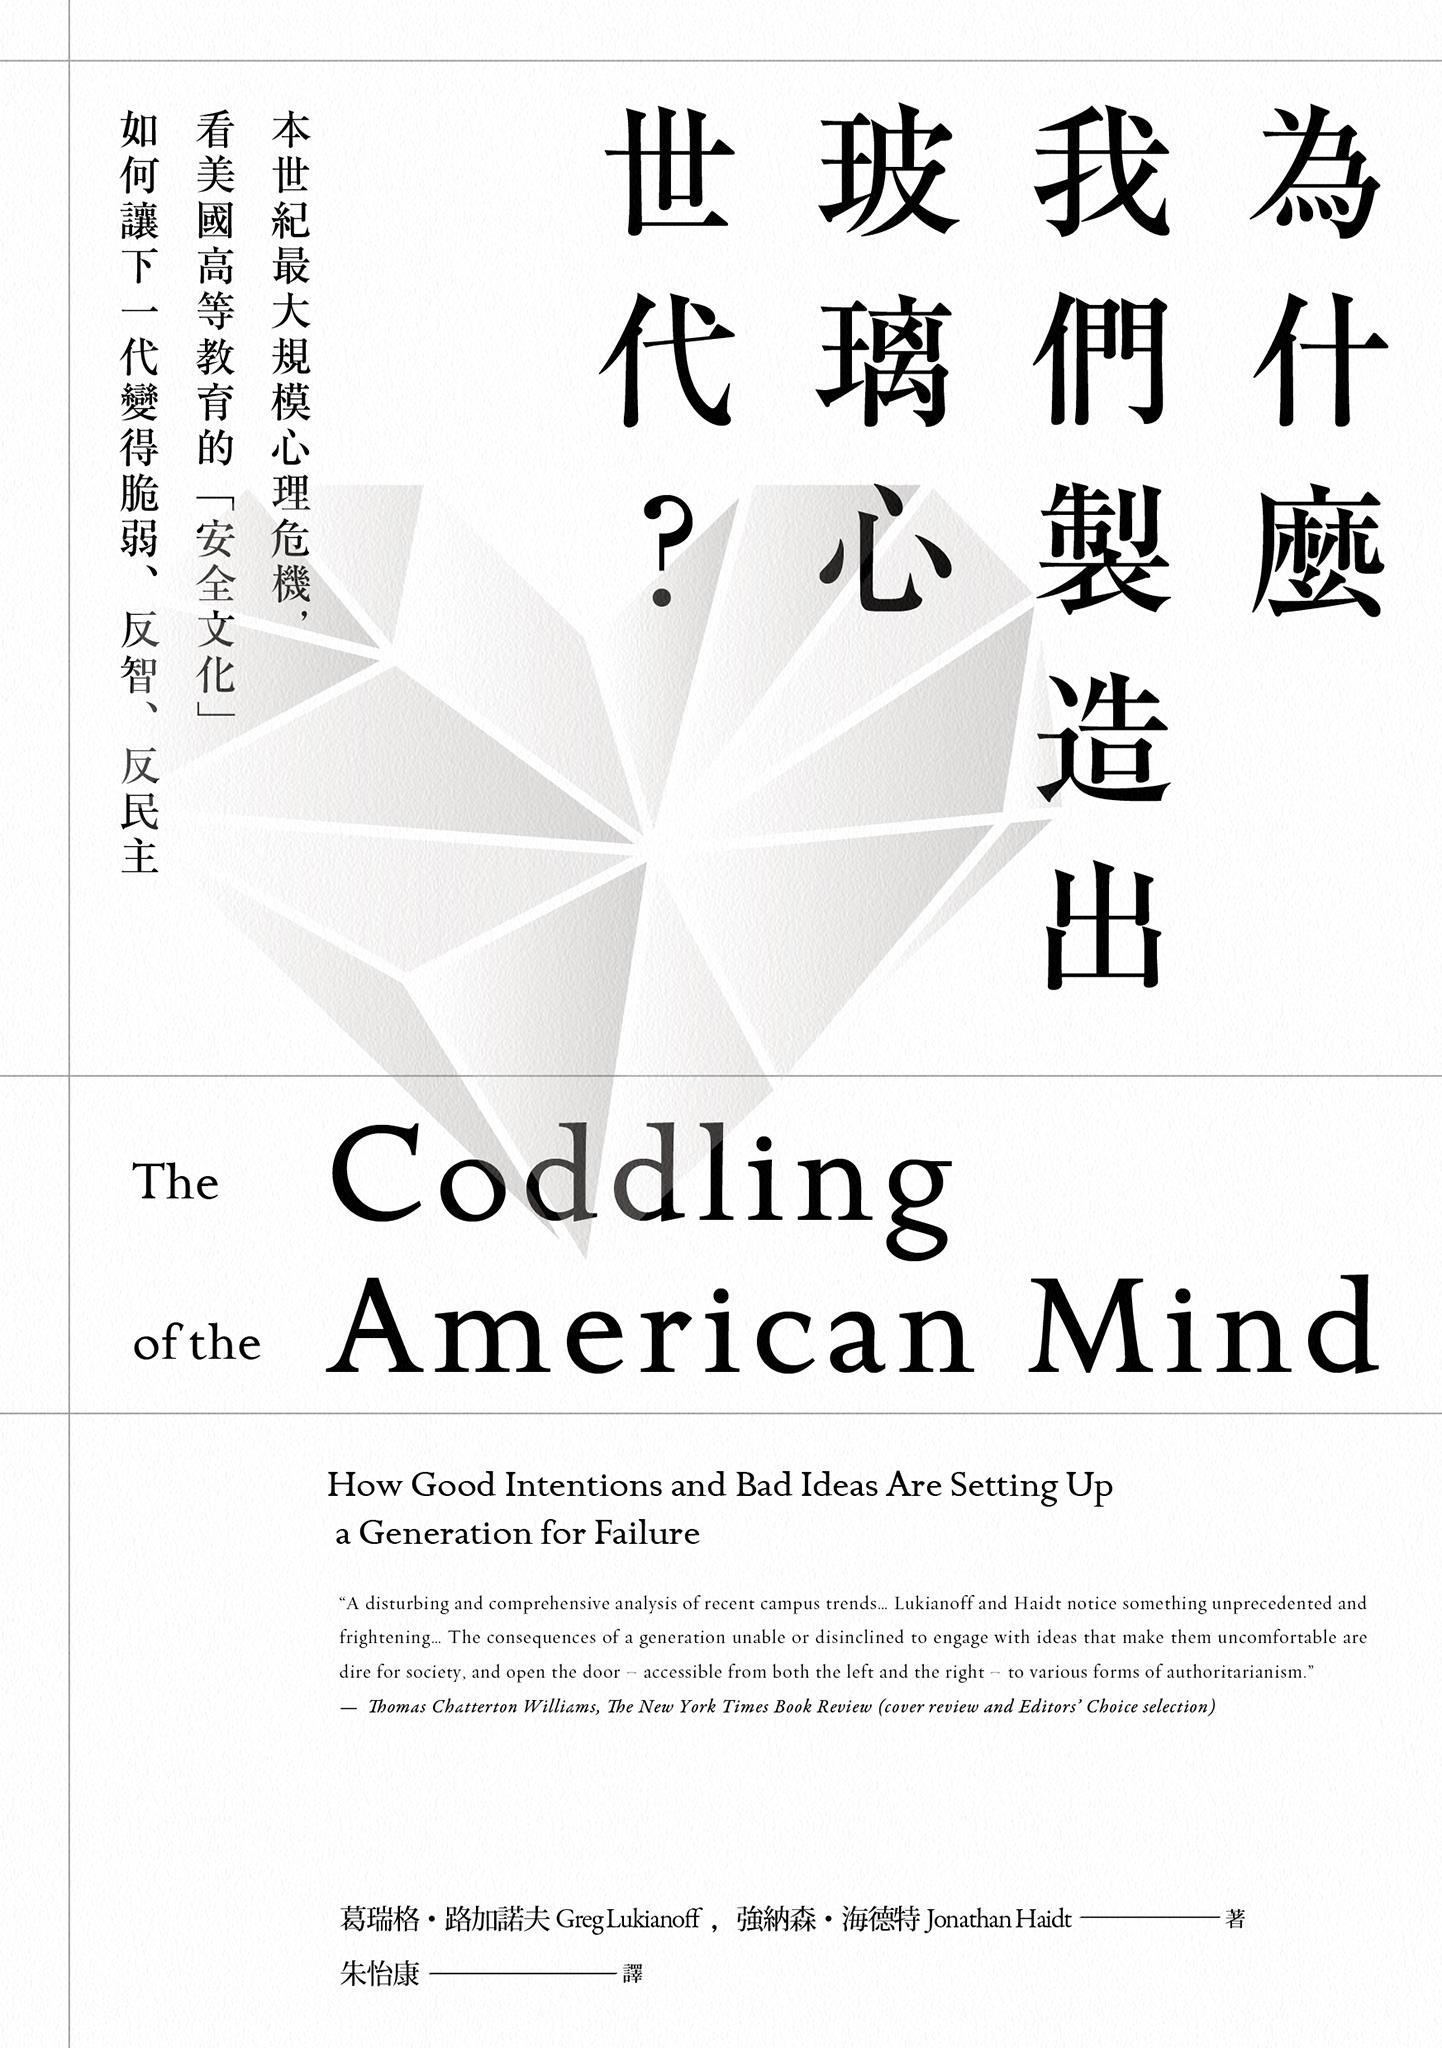 為什麼
我們製造出
玻璃心
世代？
本世紀最大規模心理危機，
看美國高等教育的「安全文化」
如何讓下一代變得脆弱、反智、反民主
The Coddling
of the American Mind
How Good Intentions and Bad Ideas Are Setting Up
a Generation for Failure
“A disturbing and comprehensive analysis of recent campus trends… Lukianoff and Haidt notice something unprecedented and
frightening… The consequences of a generation unable or disinclined to engage with ideas that make them uncomfortable are
dire for society, and open the door – accessible from both the left and the right – to various forms of authoritarianism.”
— Thomas Chatterton Williams, The New York Times Book Review (cover review and Editors’ Choice selection)
葛瑞格・路加諾夫 Greg Lukianoff ， 強納森・海德特 Jonathan Haidt ——— 著
朱怡康 ——— 譯